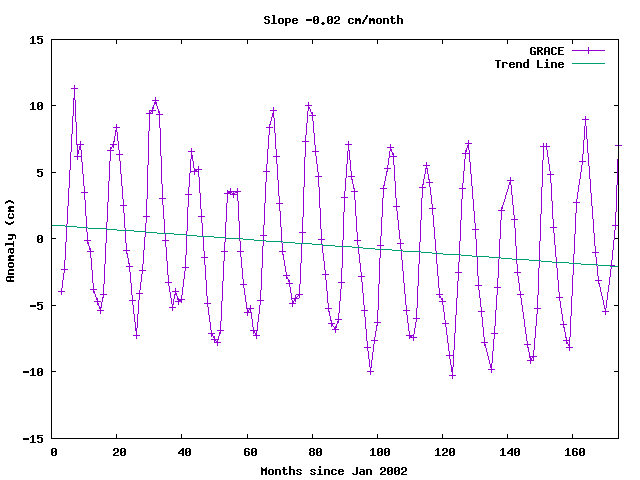 Slope -0.02 cm/month
15
10
5
0
-5
-10
-15
Anomaly (cm)
GRACE
Trend Line
0 20 40 60 80 100 120 140 160
Months since Jan 2002